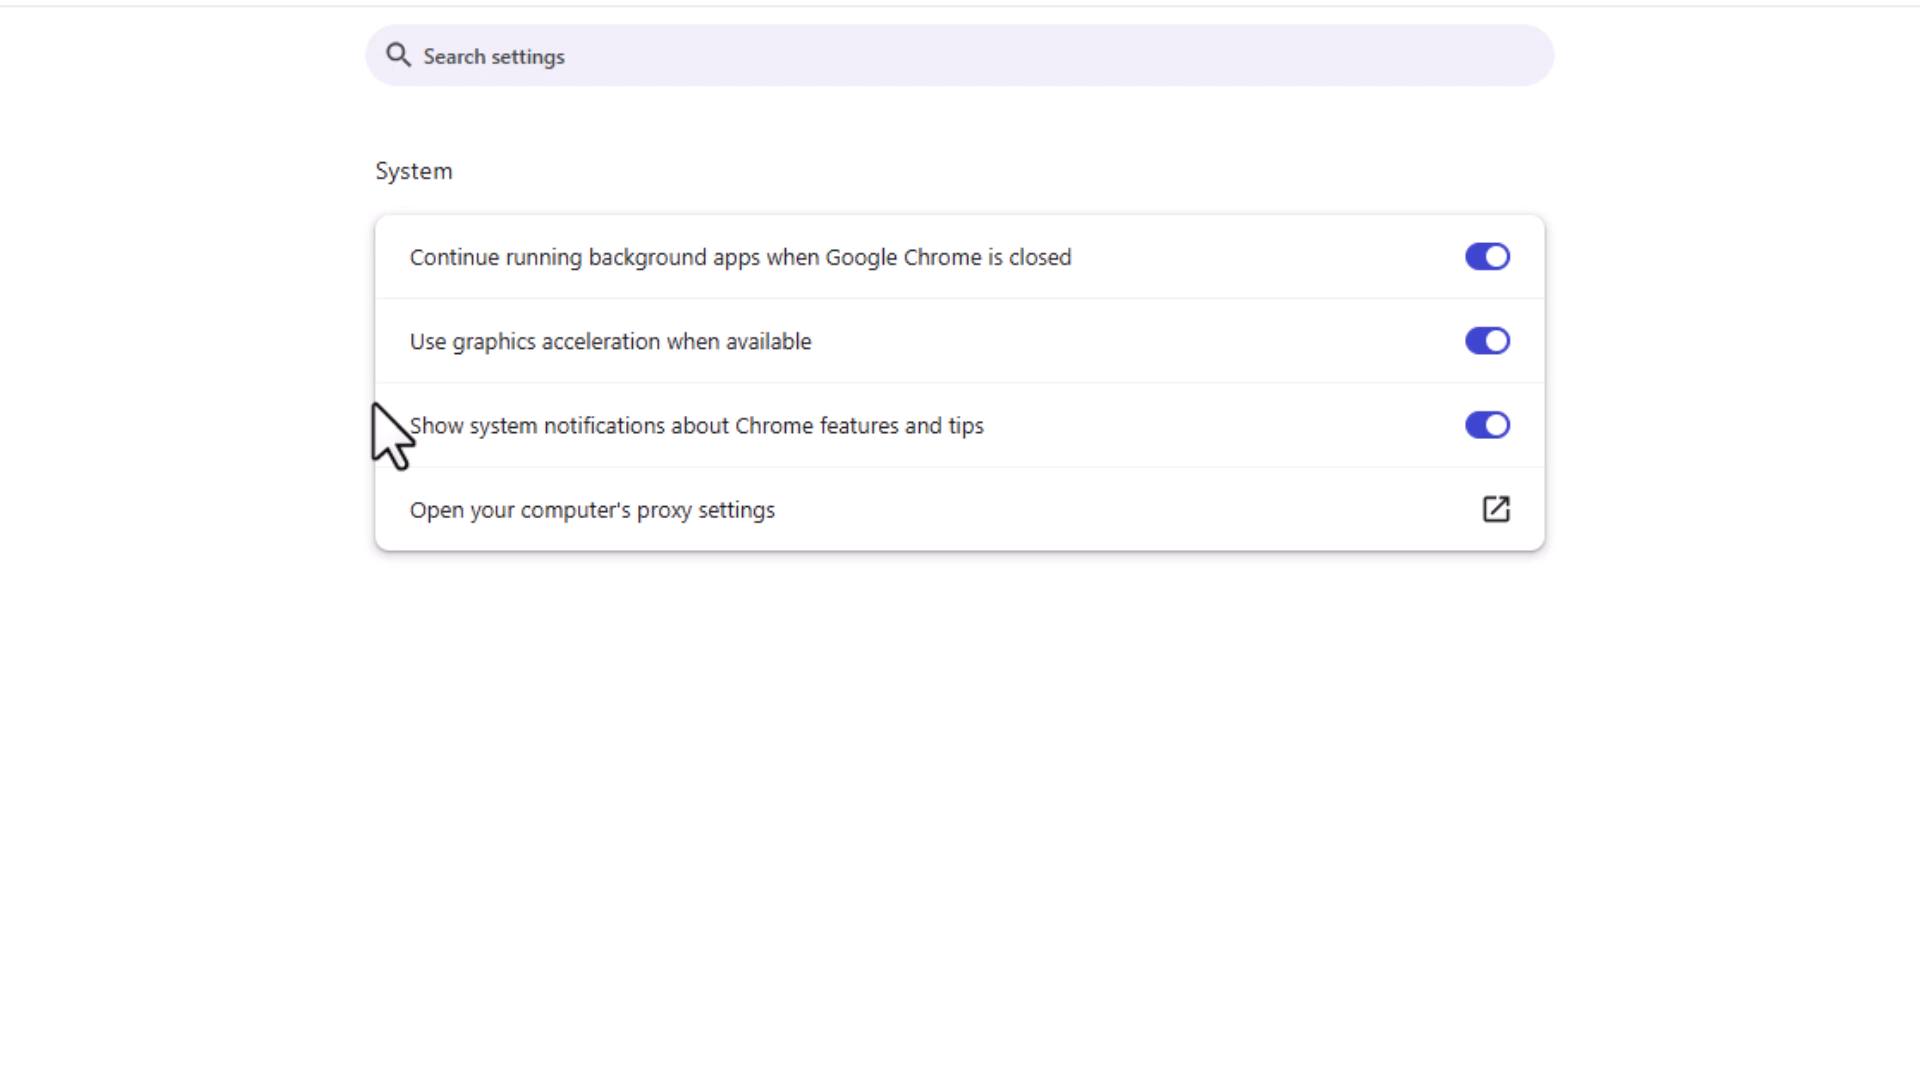 Search settings
System
Continue running background apps when Google Chrome is closed
Use graphics acceleration when available
Show system notifications about Chrome features and tips
Open your computer's proxy settings